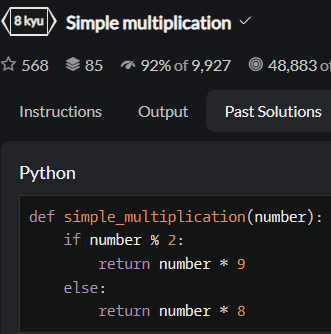 8 kyu Simple multiplication
568 85 92% of 9,927 48,883 of
Instructions Output Past Solutions
Python
def simple_multiplication(number):
    if number % 2:
        return number * 9
    else:
        return number * 8